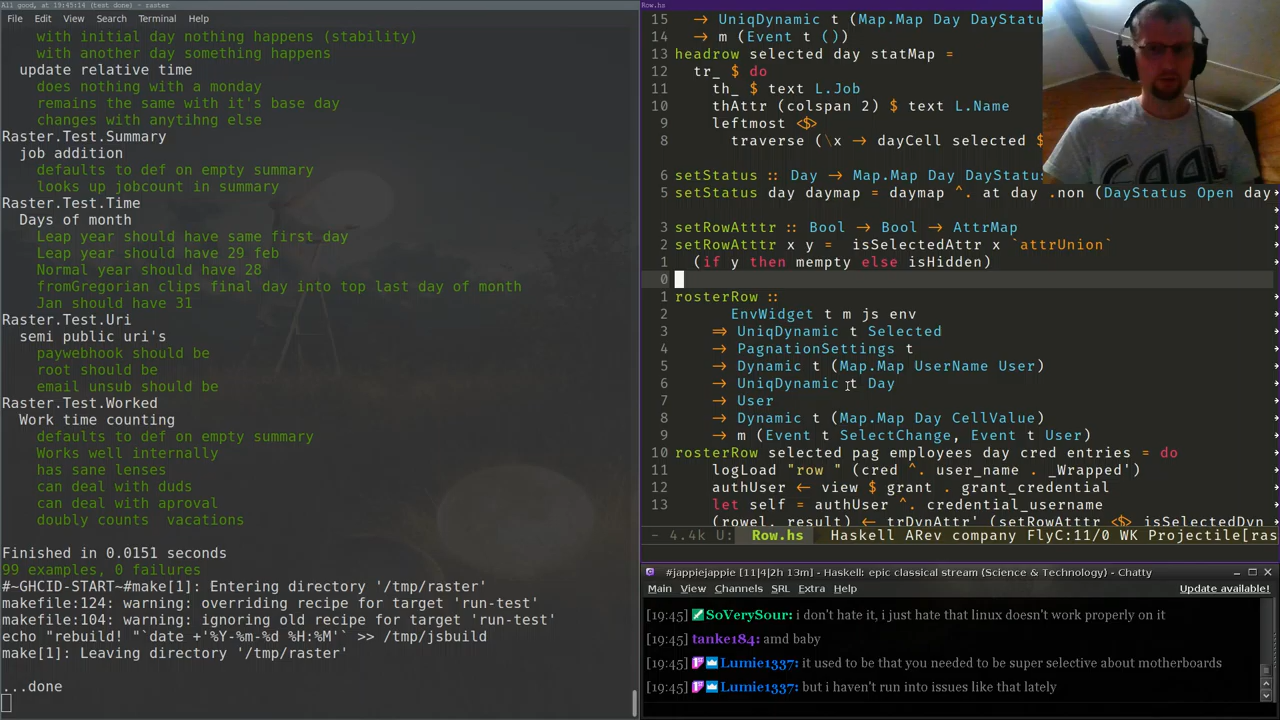 All good, at 19:45:14 (test done) - raster
File Edit View Search Terminal Help
with initial day nothing happens (stability)
with another day something happens
update relative time
does nothing with a monday
remains the same with it's base day
changes with anytihng else
Raster.Test.Summary
job addition
defaults to def on empty summary
looks up jobcount in summary
Raster.Test.Time
Days of month
Leap year should have same first day
Leap year should have 29 feb
Normal year should have 28
fromGregorian clips final day into top last day of month
Jan should have 31
Raster.Test.Uri
semi public uri's
paywebhook should be
root should be
email unsub should be
Raster.Test.Worked
Work time counting
defaults to def on empty summary
Works well internally
has sane lenses
can deal with duds
can deal with aproval
doubly counts  vacations
Finished in 0.0151 seconds
99 examples, 0 failures
#~GHCID-START~#make[1]: Entering directory '/tmp/raster'
makefile:124: warning: overriding recipe for target 'run-test'
makefile:104: warning: ignoring old recipe for target 'run-test'
echo "rebuild! "`date +'%Y-%m-%d %H:%M'` >> /tmp/jsbuild
make[1]: Leaving directory '/tmp/raster'
...done
Row.hs
15 → UniqDynamic t (Map.Map Day DayStatu
14 → m (Event t ())
13 headrow selected day statMap =
12 tr_ $ do
11 th_ $ text L.Job
10 thAttr (colspan 2) $ text L.Name
9 leftmost <$>
8 traverse (\x → dayCell selected $
6 setStatus :: Day → Map.Map Day DayStatus
5 setStatus day daymap = daymap ^. at day .non (DayStatus Open day
3 setRowAtttr :: Bool → Bool → AttrMap
2 setRowAtttr x y =  isSelectedAttr x `attrUnion`
1 (if y then mempty else isHidden)
0
1 rosterRow ::
2 EnvWidget t m js env
3 ⇒ UniqDynamic t Selected
4 → PagnationSettings t
5 → Dynamic t (Map.Map UserName User)
6 → UniqDynamic t Day
7 → User
8 → Dynamic t (Map.Map Day CellValue)
9 → m (Event t SelectChange, Event t User)
10 rosterRow selected pag employees day cred entries = do
11 logLoad "row " (cred ^. user_name . _Wrapped')
12 authUser ← view $ grant . grant_credential
13 let self = authUser ^. credential_username
(rowel, result) ← trDynAttr' (setRowAtttr <$> isSelectedDyn
- 4.4k U: Row.hs Haskell ARev company FlyC:11/0 WK Projectile[ras
#jappiejappie [11|4|2h 13m] - Haskell: epic classical stream (Science & Technology) - Chatty
Main View Channels SRL Extra Help Update available!
[19:45] SoVerySour: i don't hate it, i just hate that linux doesn't work properly on it
[19:45] tanke184: amd baby
[19:45] Lumie1337: it used to be that you needed to be super selective about motherboards
[19:45] Lumie1337: but i haven't run into issues like that lately